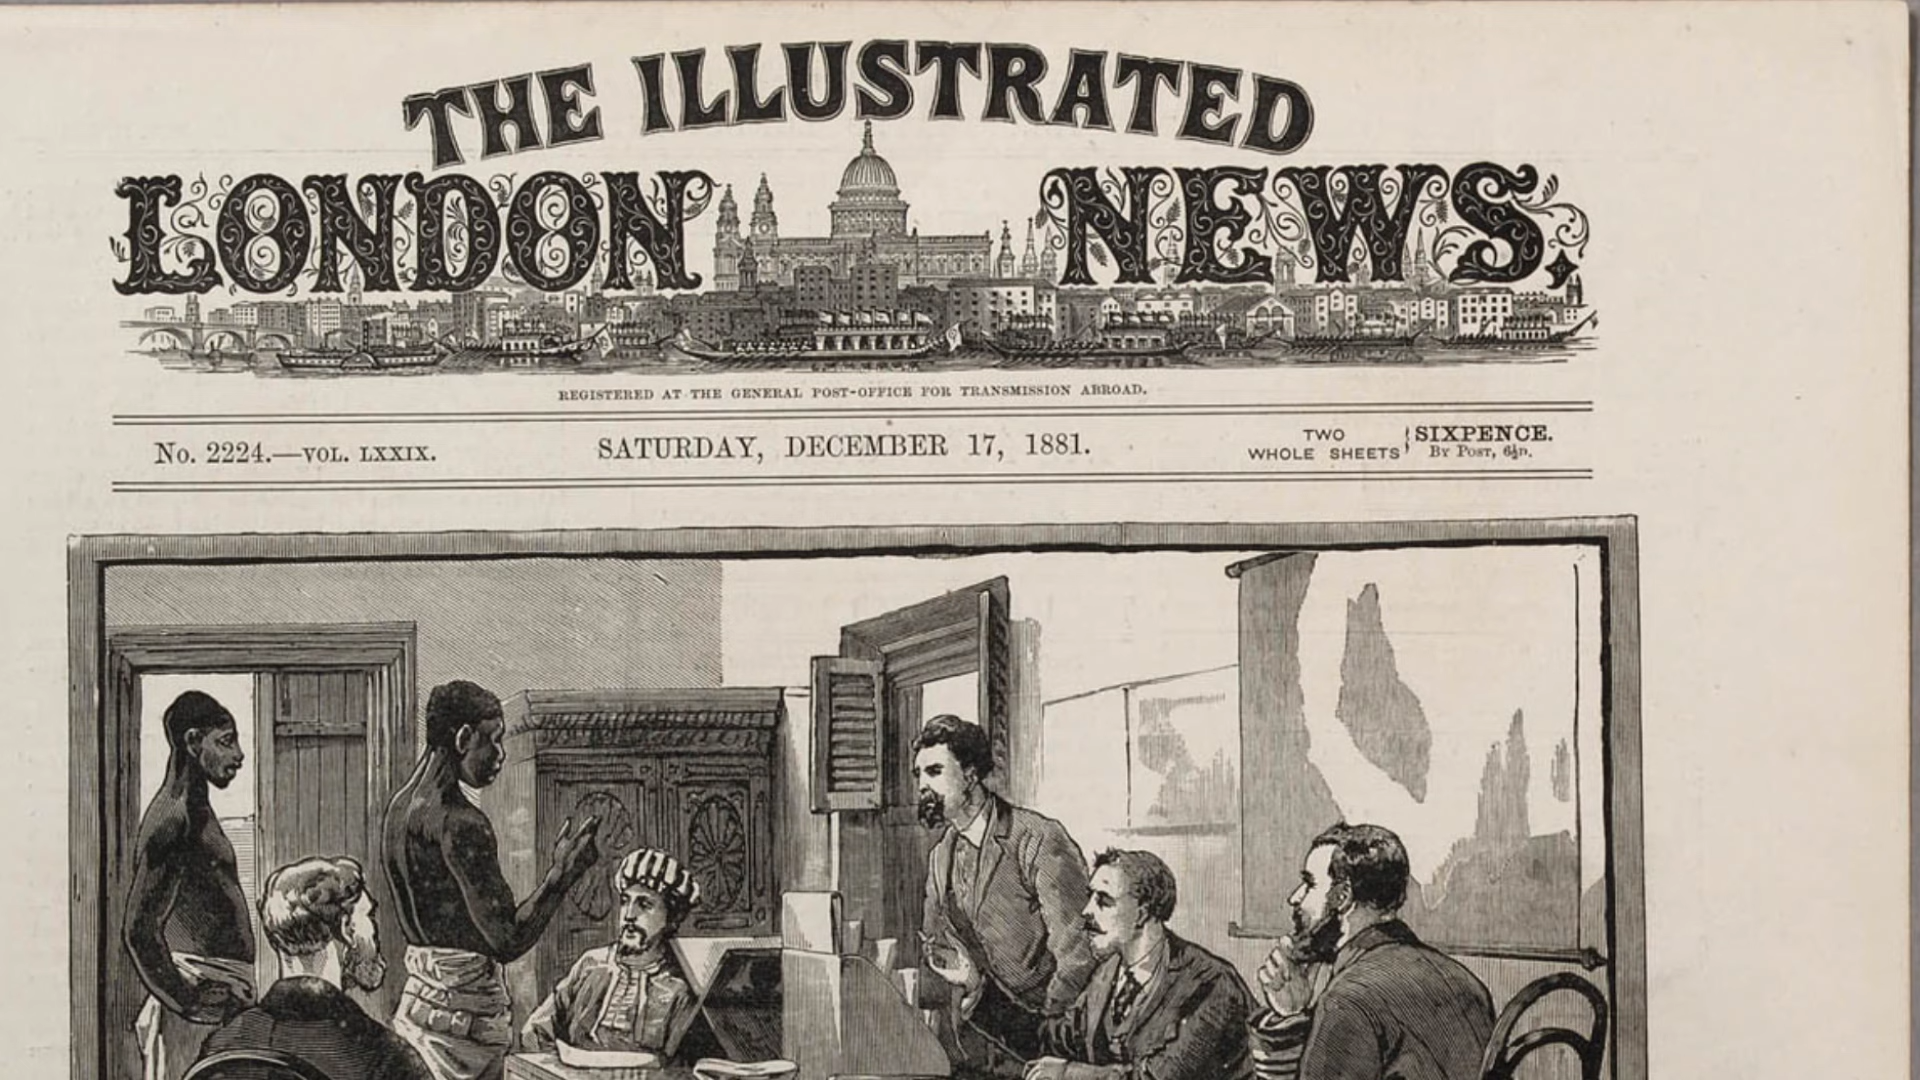 THE ILLUSTRATED
LONDON NEWS,
REGISTERED AT THE GENERAL POST-OFFICE FOR TRANSMISSION ABROAD.
No. 2224.—VOL. LXXIX.
SATURDAY, DECEMBER 17, 1881.
TWO
WHOLE SHEETS
SIXPENCE.
BY POST, 6½D.